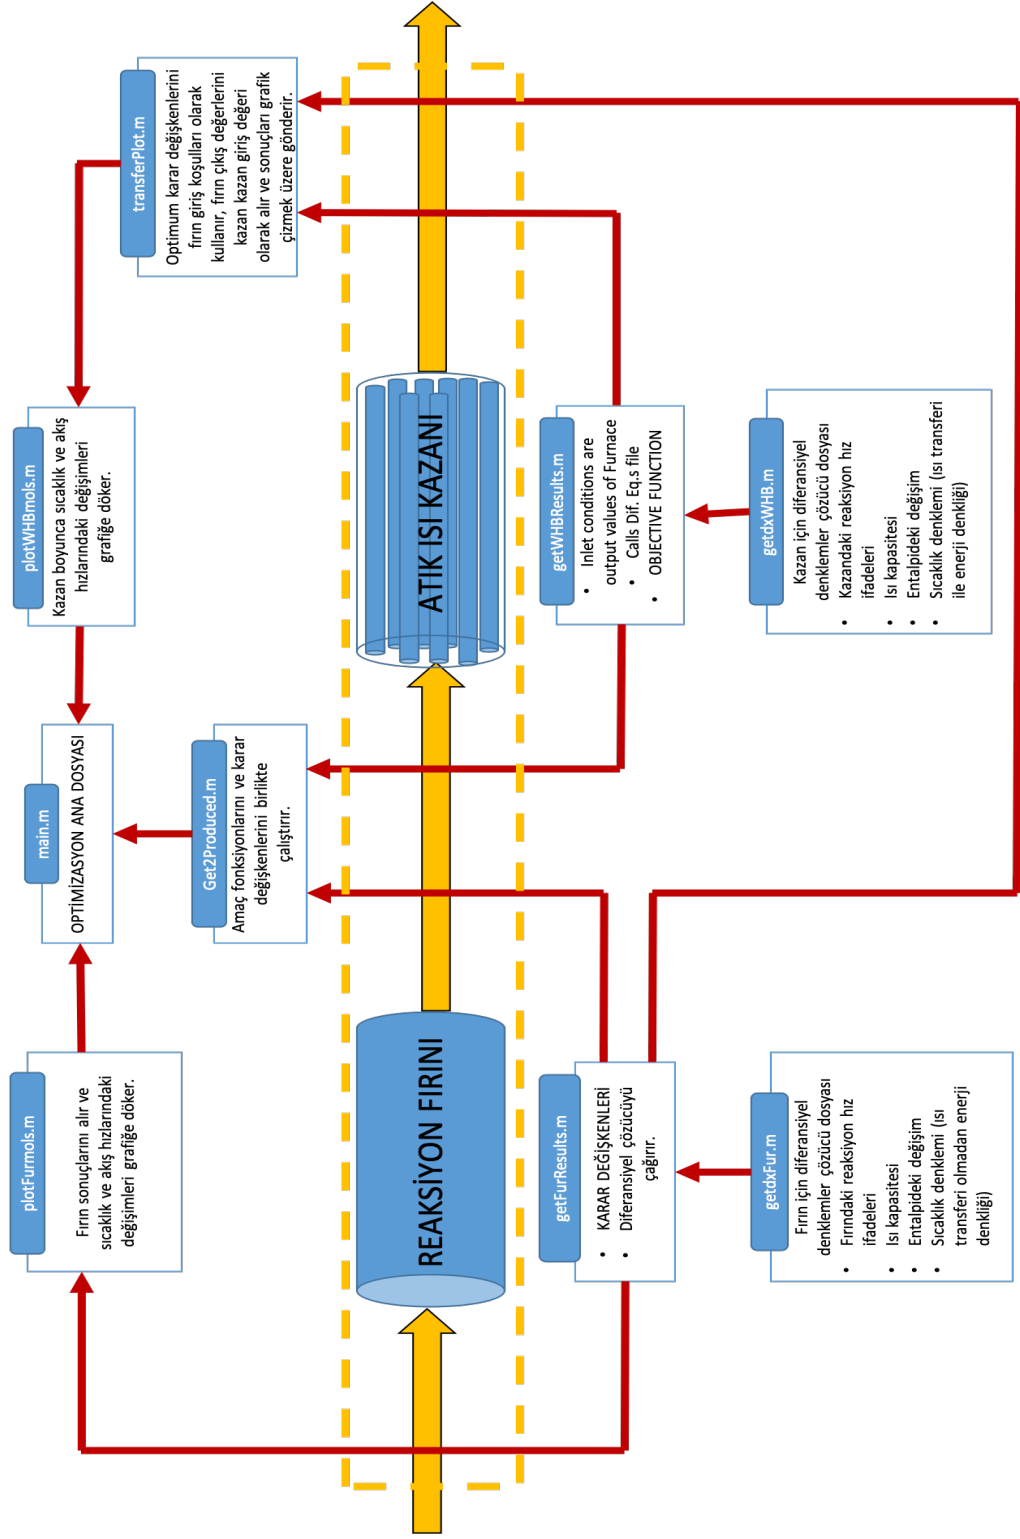 plotFurmols.m
Fırın sonuçlarını alır ve
sıcaklık ve akış hızlarındaki
değişimleri grafiğe döker.
main.m
OPTİMİZASYON ANA DOSYASI
plotWHBmols.m
Kazan boyunca sıcaklık ve akış
hızlarındaki değişimleri
grafiğe döker.
transferPlot.m
Optimum karar değişkenlerini
fırın giriş koşulları olarak
kullanır, fırın çıkış değerlerini
kazan kazan giriş değeri
olarak alır ve sonuçları grafik
çizmek üzere gönderir.
Get2Produced.m
Amaç fonksiyonlarını ve karar
değişkenlerini birlikte
çalıştırır.
REAKSİYON FIRINI
ATIK ISI KAZANI
getFurResults.m
• KARAR DEĞİŞKENLERİ
• Diferansiyel çözücüyü
çağırır.
getWHBResults.m
• Inlet conditions are
output values of Furnace
• Calls Dif. Eq.s file
• OBJECTIVE FUNCTION
getdxFur.m
Fırın için diferansiyel
denklemler çözücü dosyası
• Fırındaki reaksiyon hız
ifadeleri
• Isı kapasitesi
• Entalpideki değişim
• Sıcaklık denklemi (ısı
transferi olmadan enerji
denkliği)
getdxWHB.m
Kazan için diferansiyel
denklemler çözücü dosyası
• Kazandaki reaksiyon hız
ifadeleri
• Isı kapasitesi
• Entalpideki değişim
• Sıcaklık denklemi (ısı transferi
ile enerji denkliği)